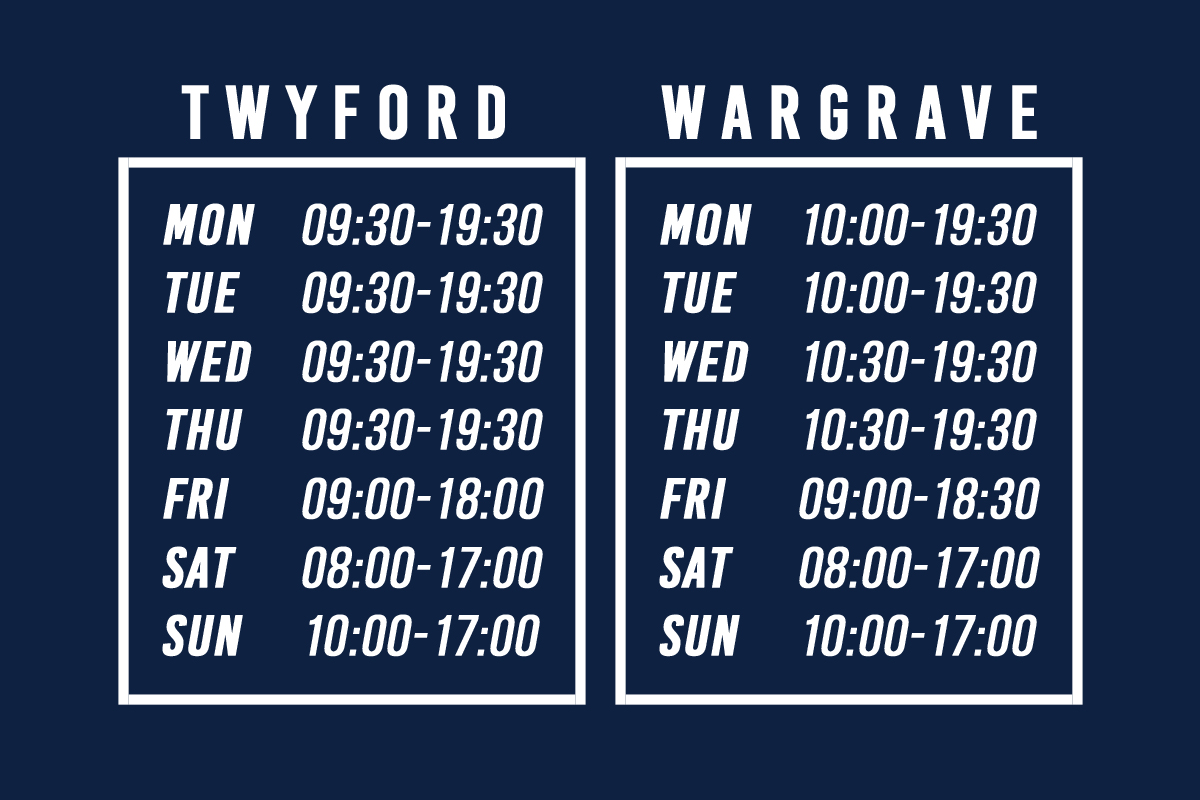 TWYFORD
MON 09:30-19:30
TUE 09:30-19:30
WED 09:30-19:30
THU 09:30-19:30
FRI 09:00-18:00
SAT 08:00-17:00
SUN 10:00-17:00
WARGRAVE
MON 10:00-19:30
TUE 10:00-19:30
WED 10:30-19:30
THU 10:30-19:30
FRI 09:00-18:30
SAT 08:00-17:00
SUN 10:00-17:00